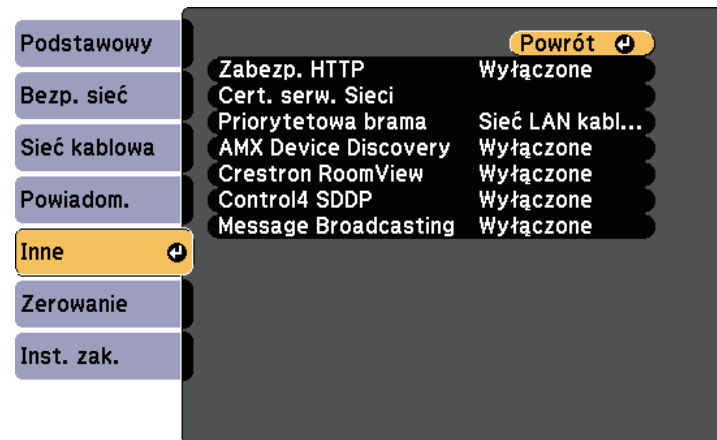 Podstawowy
Bezp. sieć
Sieć kablowa
Powiadom.
Inne
Zerowanie
Inst. zak.
Powrót
Zabezp. HTTP Wyłączone
Cert. serw. Sieci
Priorytetowa brama Sieć LAN kabl...
AMX Device Discovery Wyłączone
Crestron RoomView Wyłączone
Control4 SDDP Wyłączone
Message Broadcasting Wyłączone